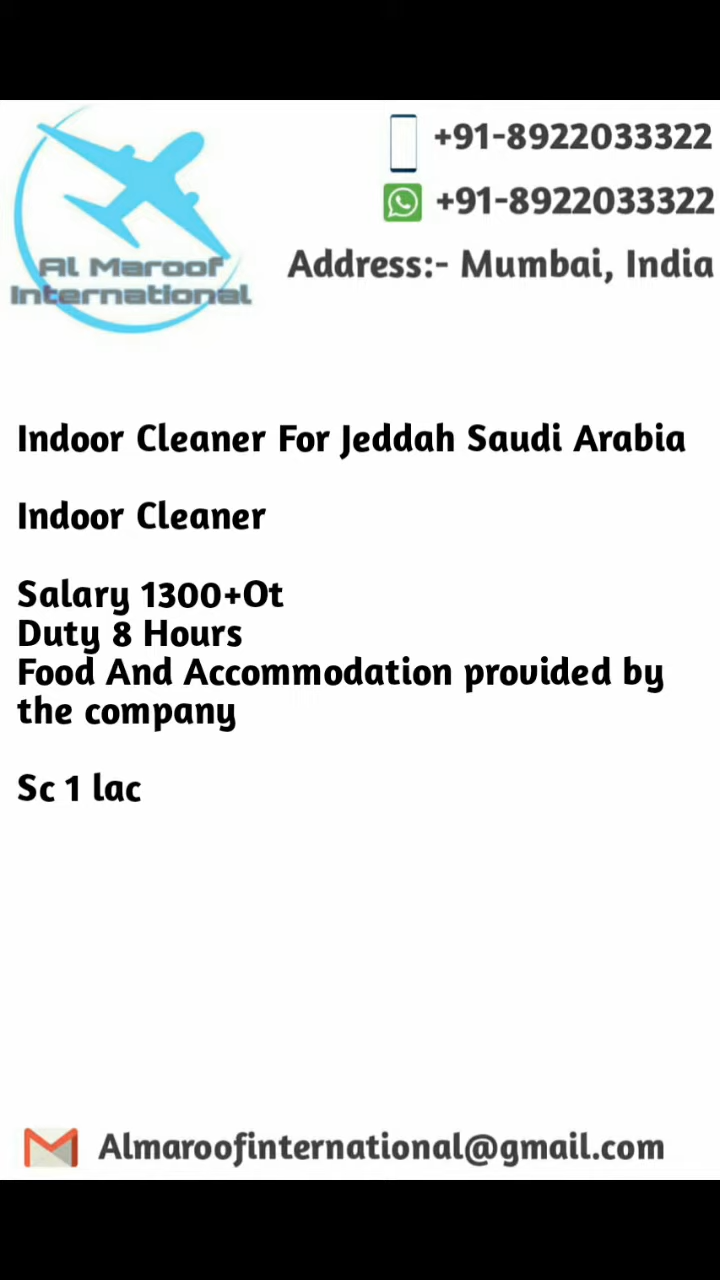 Al Maroof
International
+91-8922033322
+91-8922033322
Address:- Mumbai, India
Indoor Cleaner For Jeddah Saudi Arabia
Indoor Cleaner
Salary 1300+Ot
Duty 8 Hours
Food And Accommodation provided by
the company
Sc 1 lac
Almaroofinternational@gmail.com